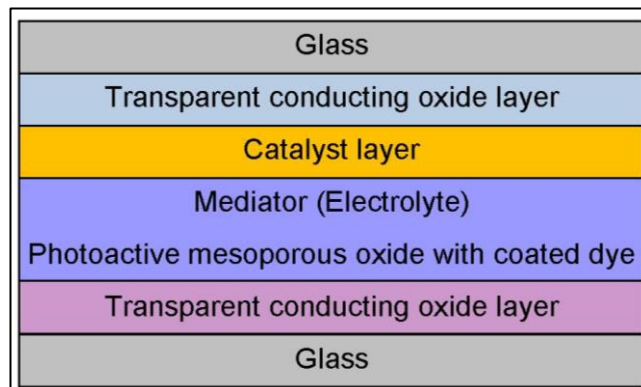 Glass
Transparent conducting oxide layer
Catalyst layer
Mediator (Electrolyte)
Photoactive mesoporous oxide with coated dye
Transparent conducting oxide layer
Glass